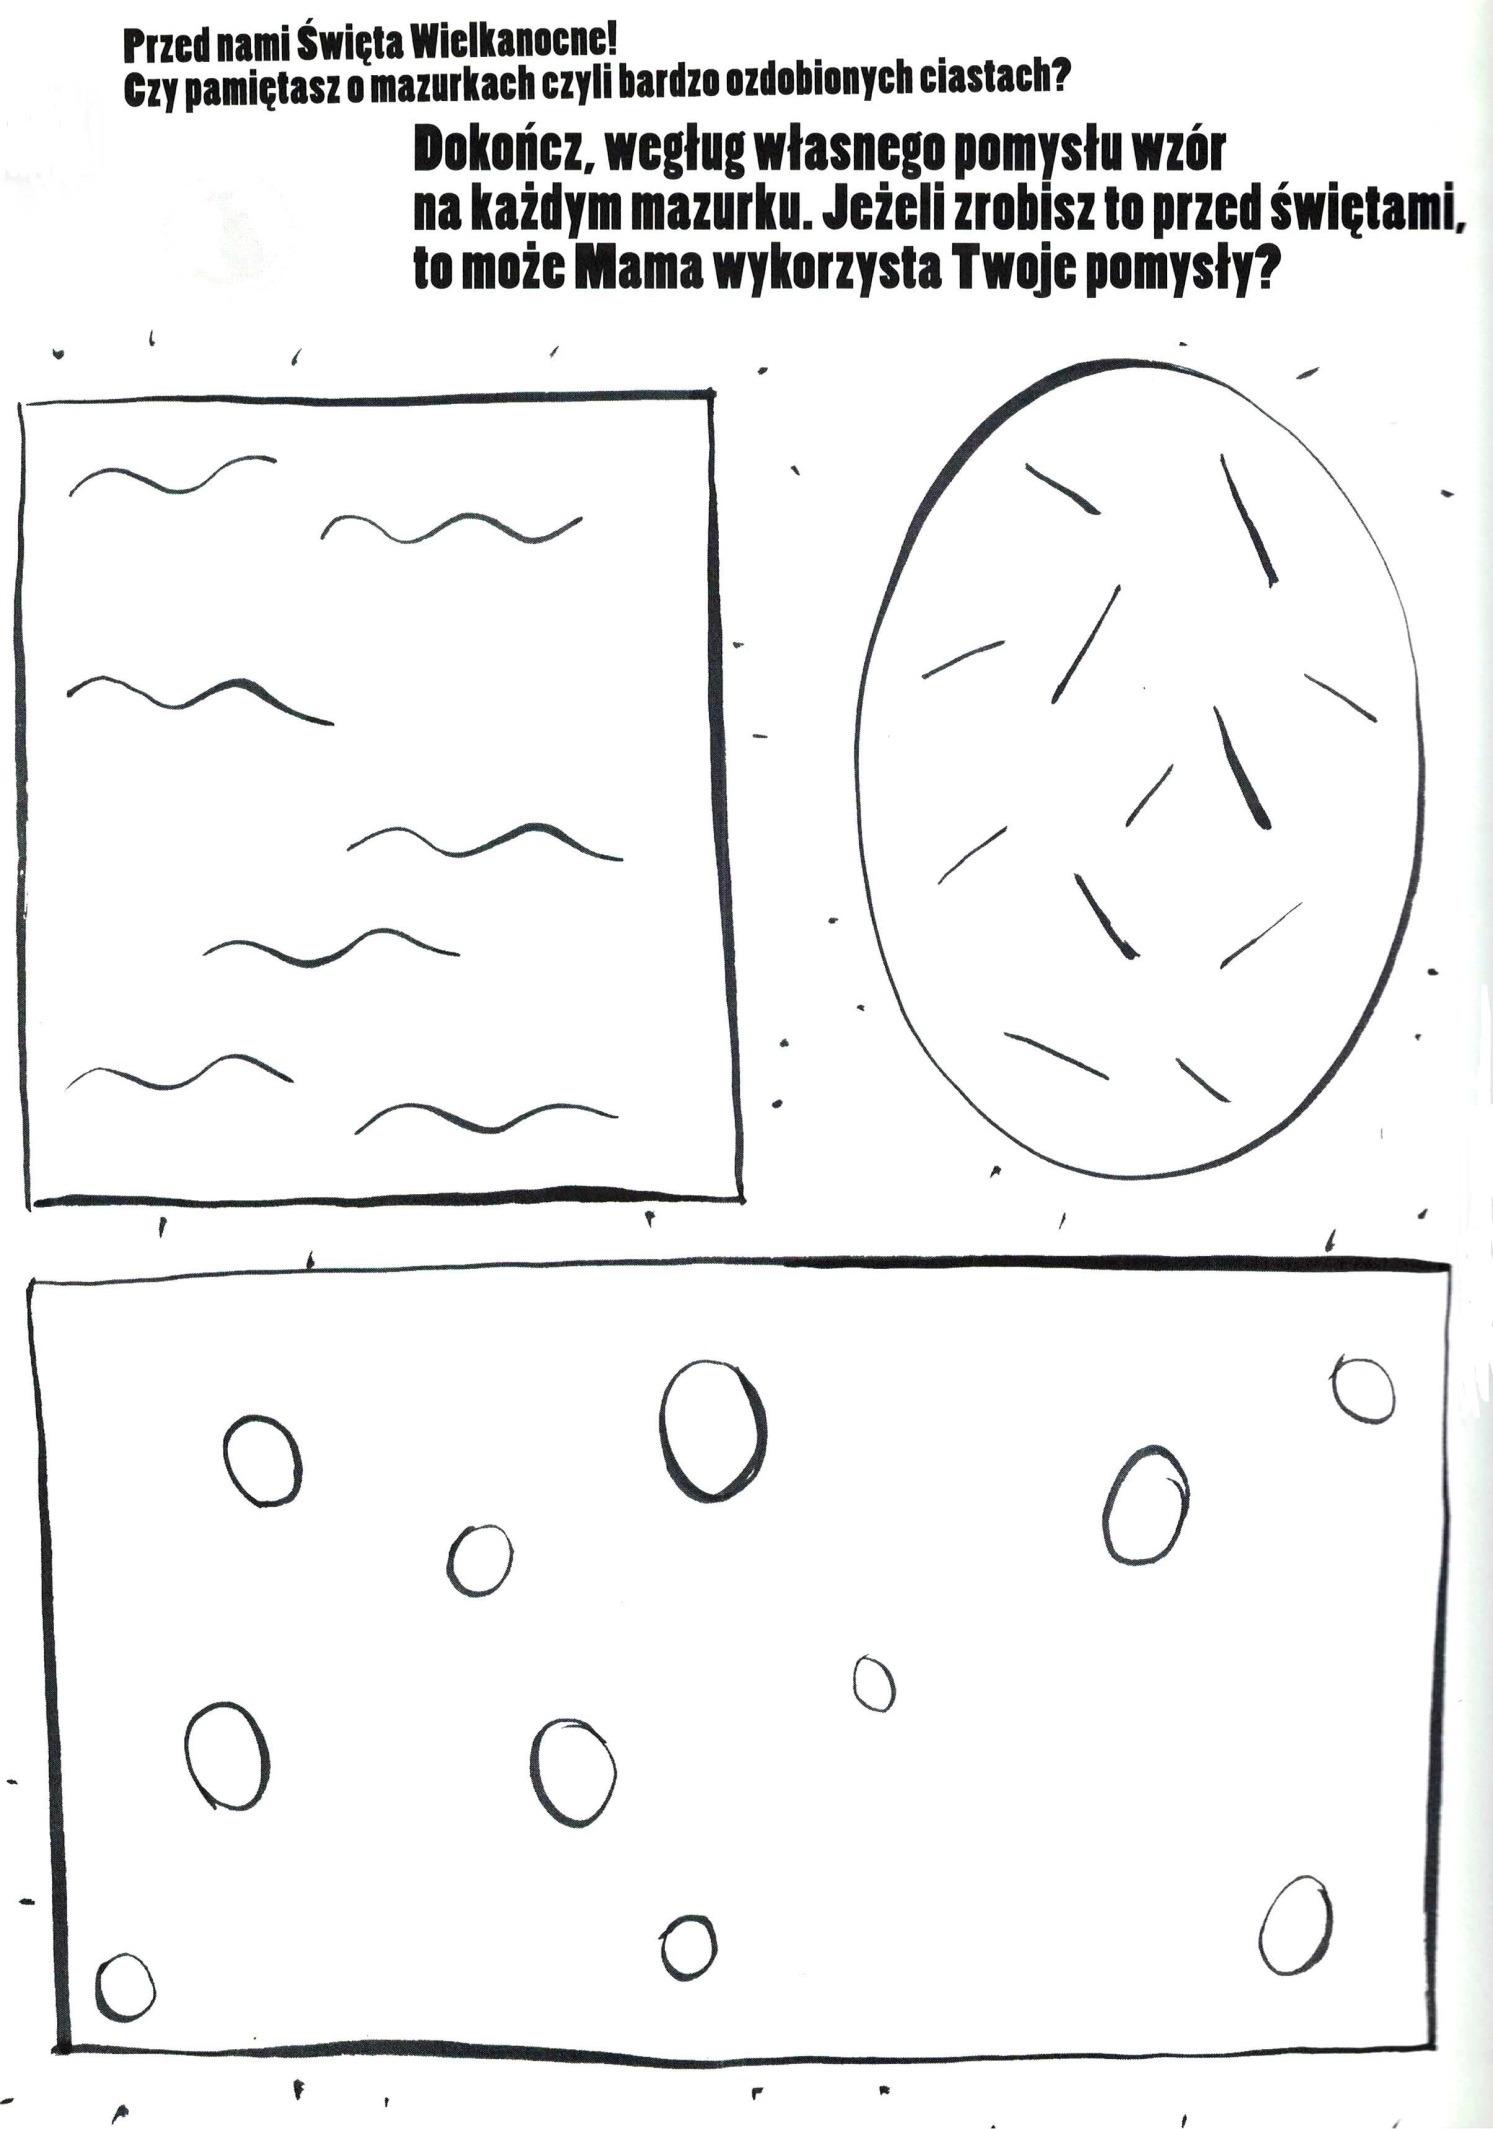 Przed nami Święta Wielkanocne!
Czy pamiętasz o mazurkach czyli bardzo ozdobionych ciastach?
Dokończ, wegług własnego pomysłu wzór
na każdym mazurku. Jeżeli zrobisz to przed świętami,
to może Mama wykorzysta Twoje pomysły?